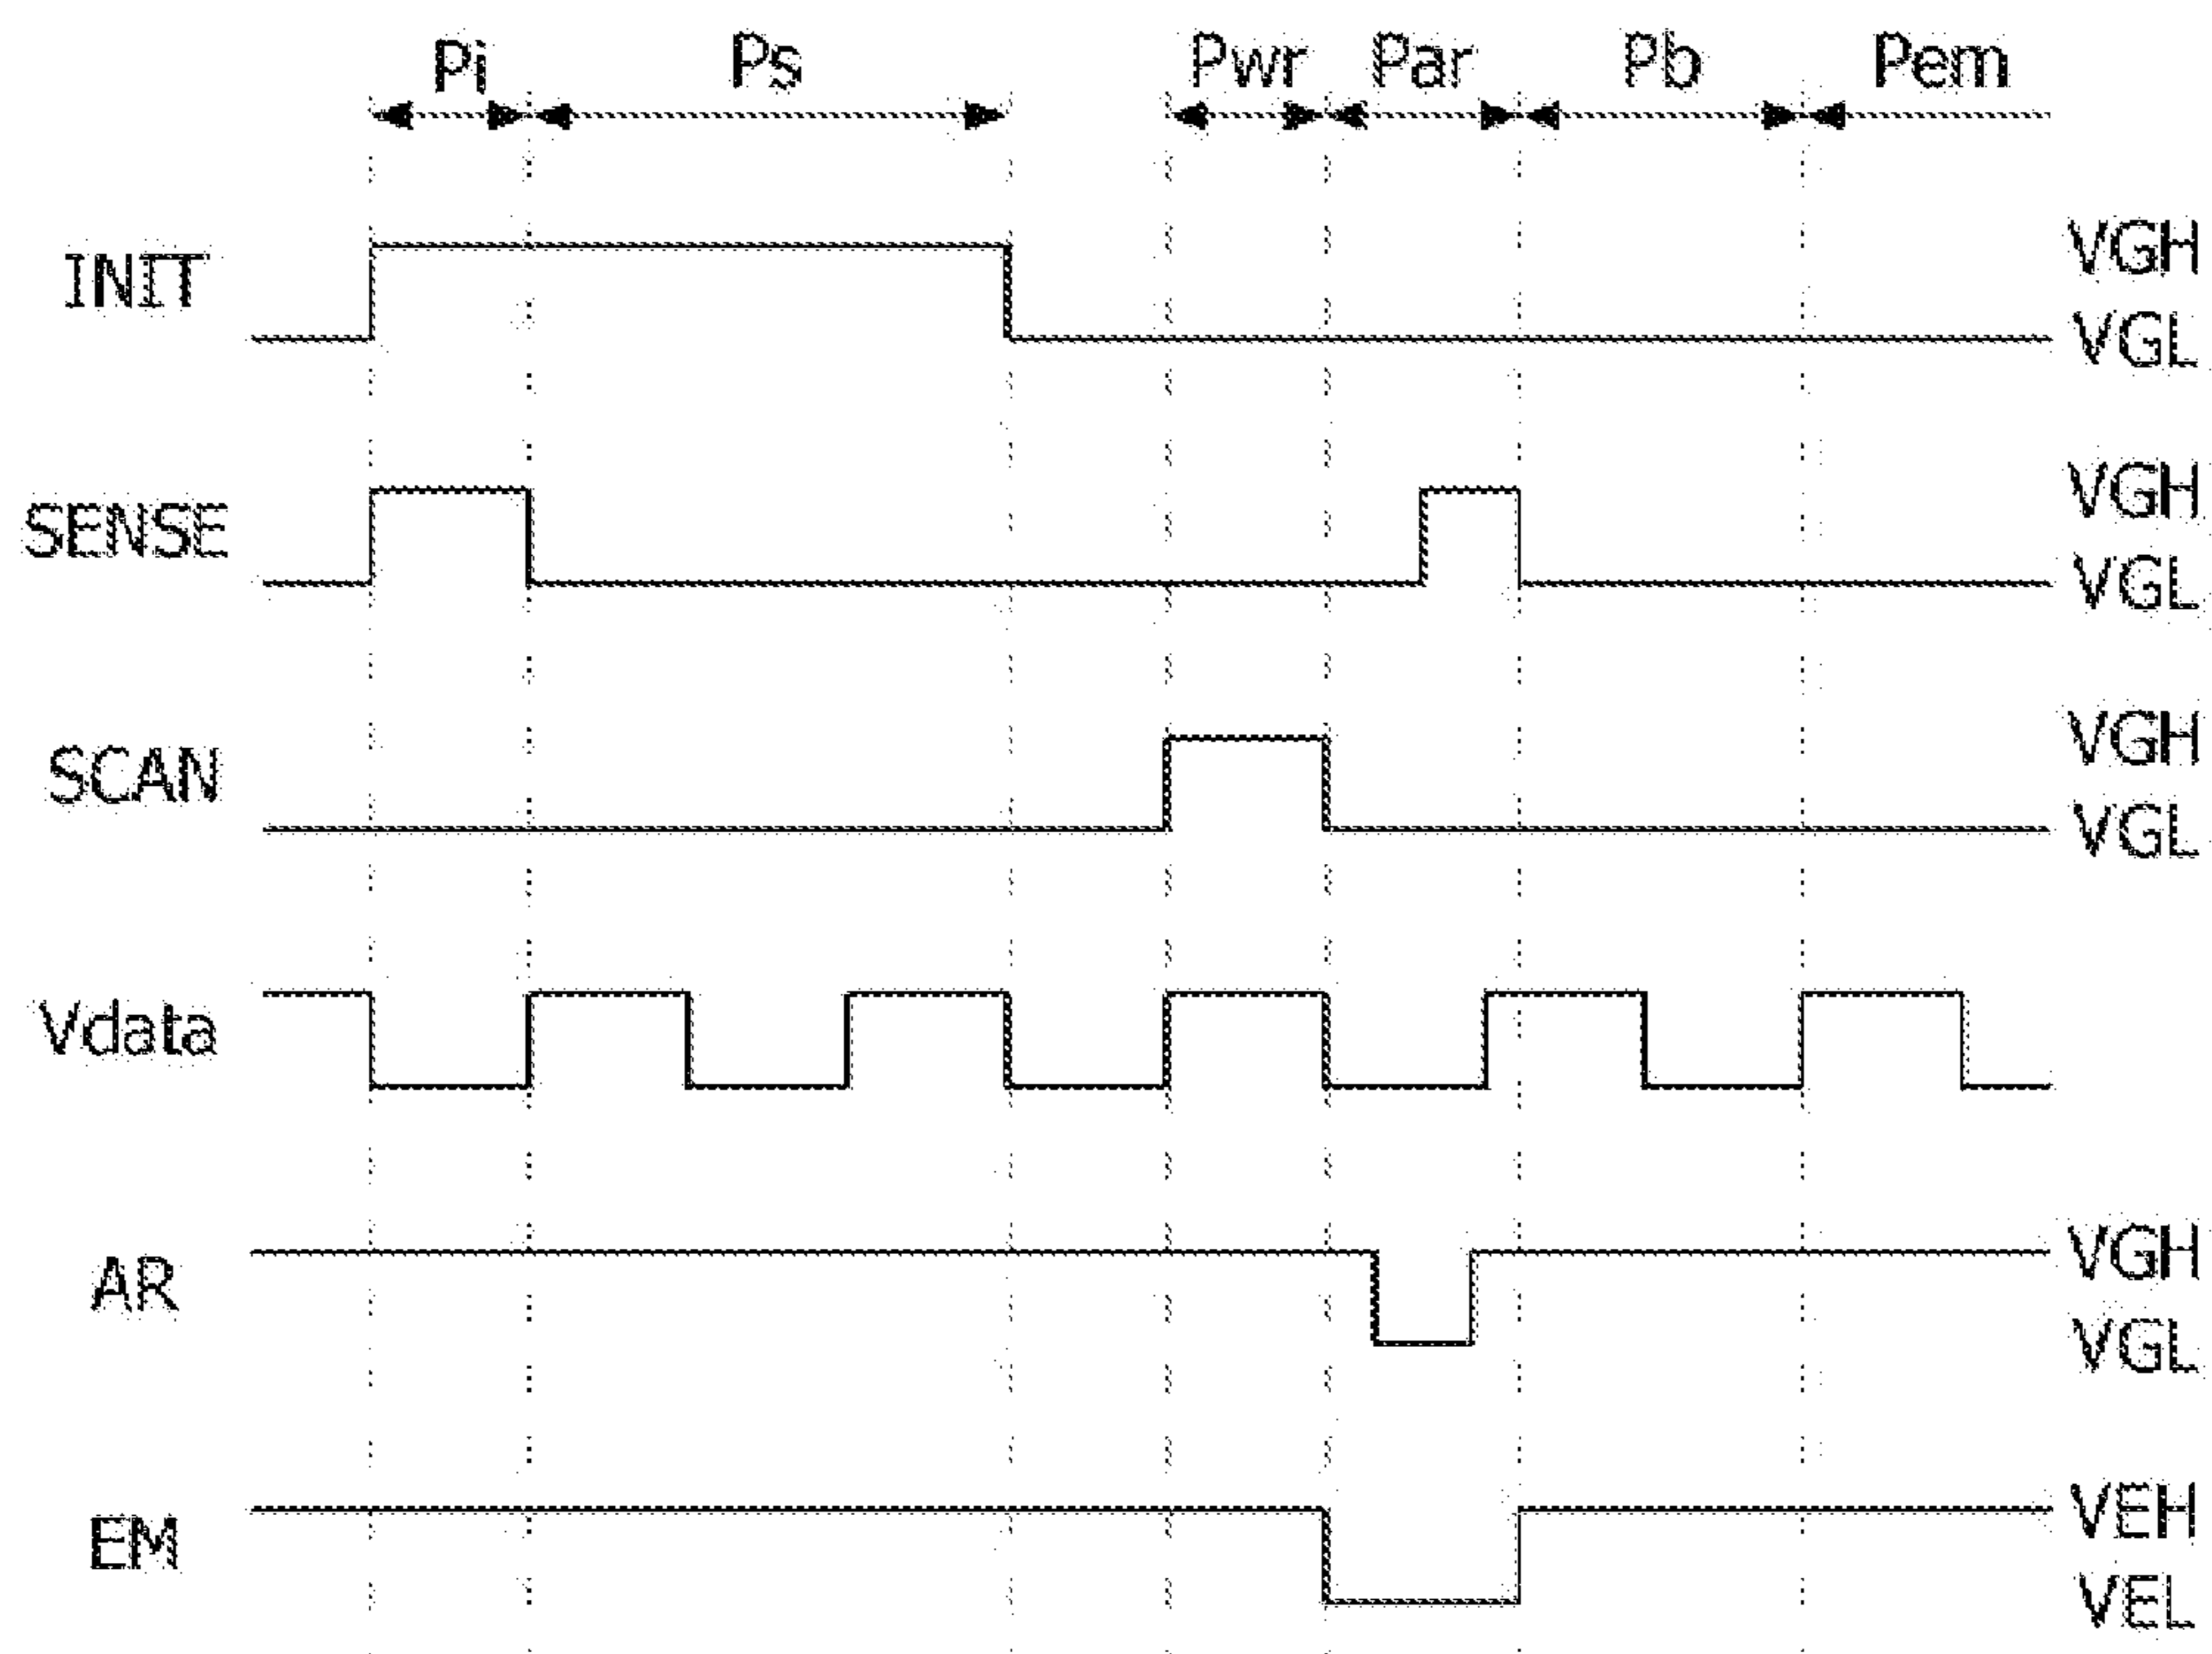 Pi Ps Pwr Par Pb Pem
INIT VGH
VGL
SENSE VGH
VGL
SCAN VGH
VGL
Vdata
AR VGH
VGL
EM VEH
VEL